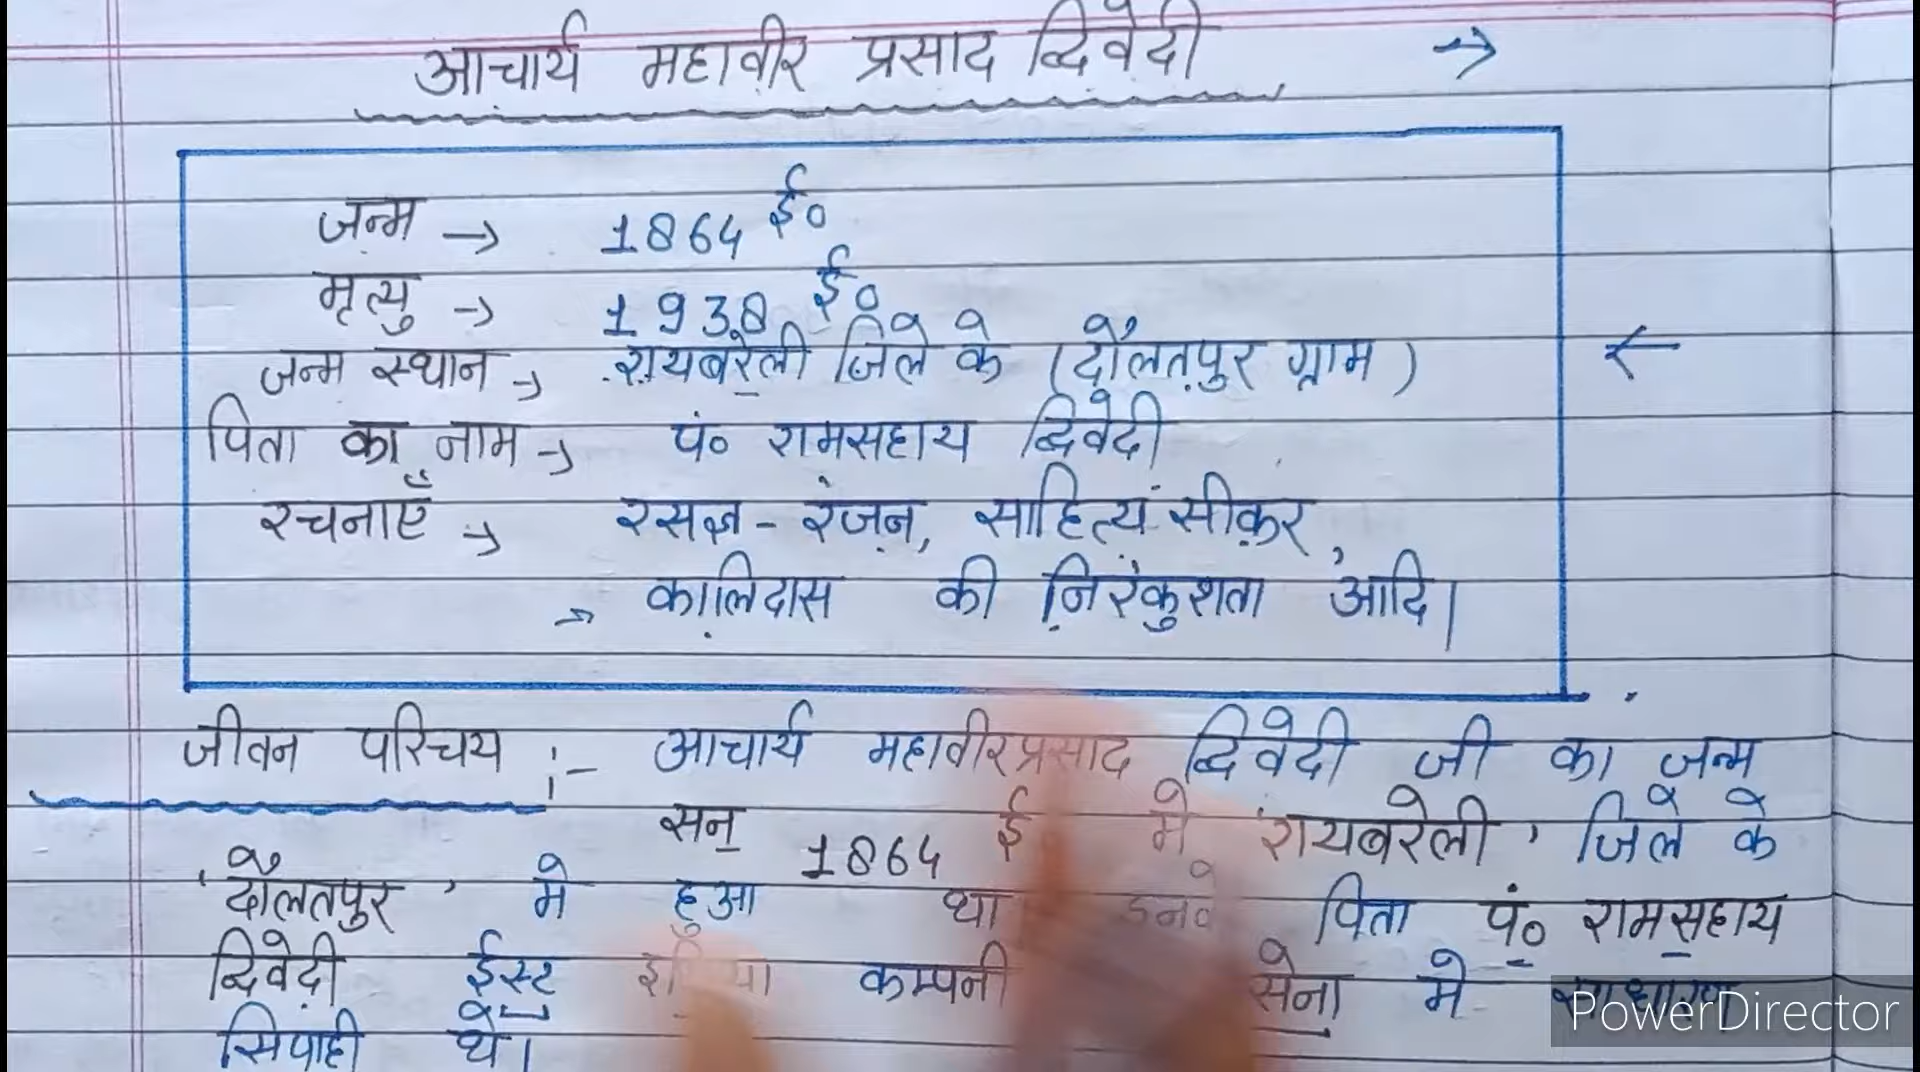 आचार्य महावीर प्रसाद द्विवेदी →
जन्म → 1864 ई०
मृत्यु → 1938 ई०
जन्म स्थान → रायबरेली जिले के (दौलतपुर ग्राम) ←
पिता का नाम → पं० रामसहाय द्विवेदी
रचनाएँ → रसज्ञ - रंजन, साहित्य सीकर,
→ कालिदास की निरंकुशता आदि।
जीवन परिचय :- आचार्य महावीरप्रसाद द्विवेदी जी का जन्म
सन् 1864 ई० मे 'रायबरेली' जिले के
'दौलतपुर' मे हुआ था पिता पं० रामसहाय
द्विवेदी ईस्ट कम्पनी सेना मे साधारण
सिपाही थे।
PowerDirector